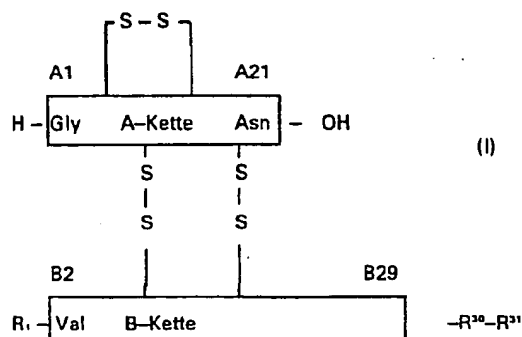 S – S
A1 A21
H – Gly A–Kette Asn – OH
(I)
S S
S S
B2 B29
R₁ – Val B–Kette –R³⁰–R³¹